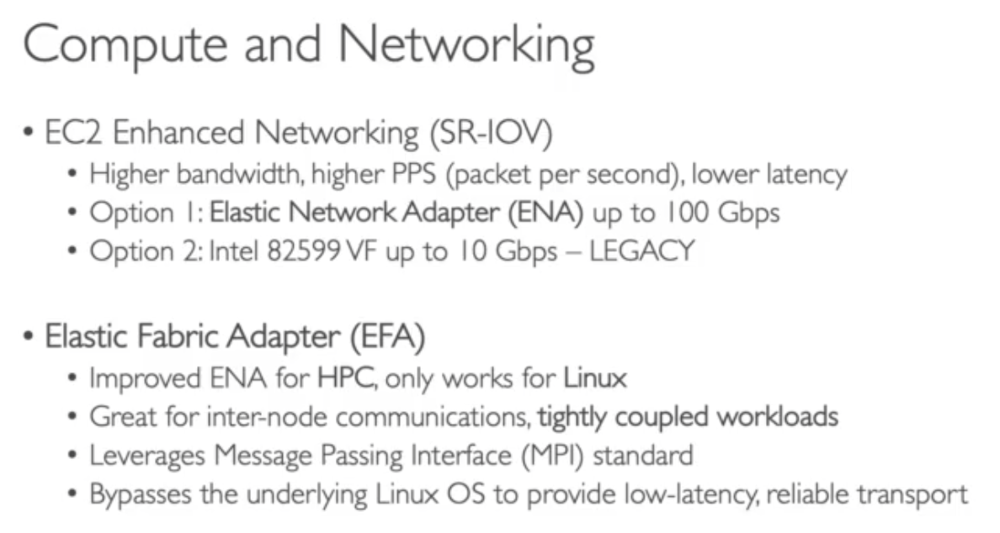 Compute and Networking
• EC2 Enhanced Networking (SR-IOV)
• Higher bandwidth, higher PPS (packet per second), lower latency
• Option 1: Elastic Network Adapter (ENA) up to 100 Gbps
• Option 2: Intel 82599 VF up to 10 Gbps – LEGACY
• Elastic Fabric Adapter (EFA)
• Improved ENA for HPC, only works for Linux
• Great for inter-node communications, tightly coupled workloads
• Leverages Message Passing Interface (MPI) standard
• Bypasses the underlying Linux OS to provide low-latency, reliable transport